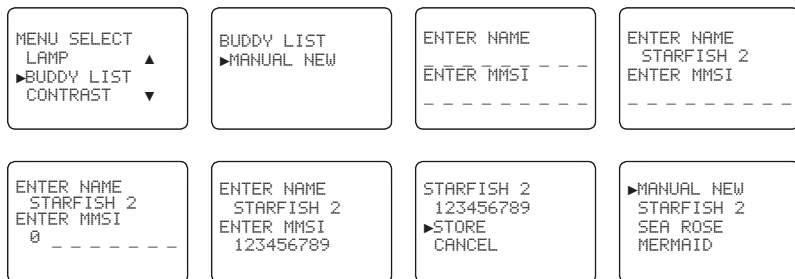 MENU SELECT
LAMP ▲
►BUDDY LIST
CONTRAST ▼
BUDDY LIST
►MANUAL NEW
ENTER NAME
_ _ _ _ _ _ _ _ _
ENTER MMSI
_ _ _ _ _ _ _ _ _
ENTER NAME
STARFISH 2
ENTER MMSI
_ _ _ _ _ _ _ _ _
ENTER NAME
STARFISH 2
ENTER MMSI
0 _ _ _ _ _ _ _
ENTER NAME
STARFISH 2
ENTER MMSI
123456789
STARFISH 2
123456789
►STORE
CANCEL
►MANUAL NEW
STARFISH 2
SEA ROSE
MERMAID